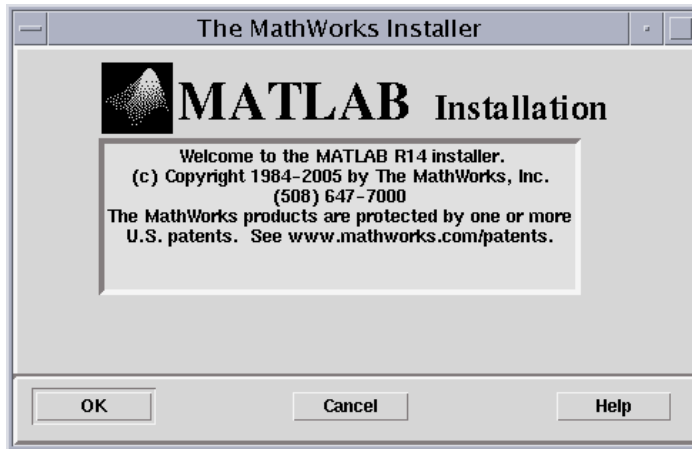 The MathWorks Installer
MATLAB Installation
Welcome to the MATLAB R14 installer.
(c) Copyright 1984-2005 by The MathWorks, Inc.
(508) 647-7000
The MathWorks products are protected by one or more
U.S. patents. See www.mathworks.com/patents.
OK Cancel Help